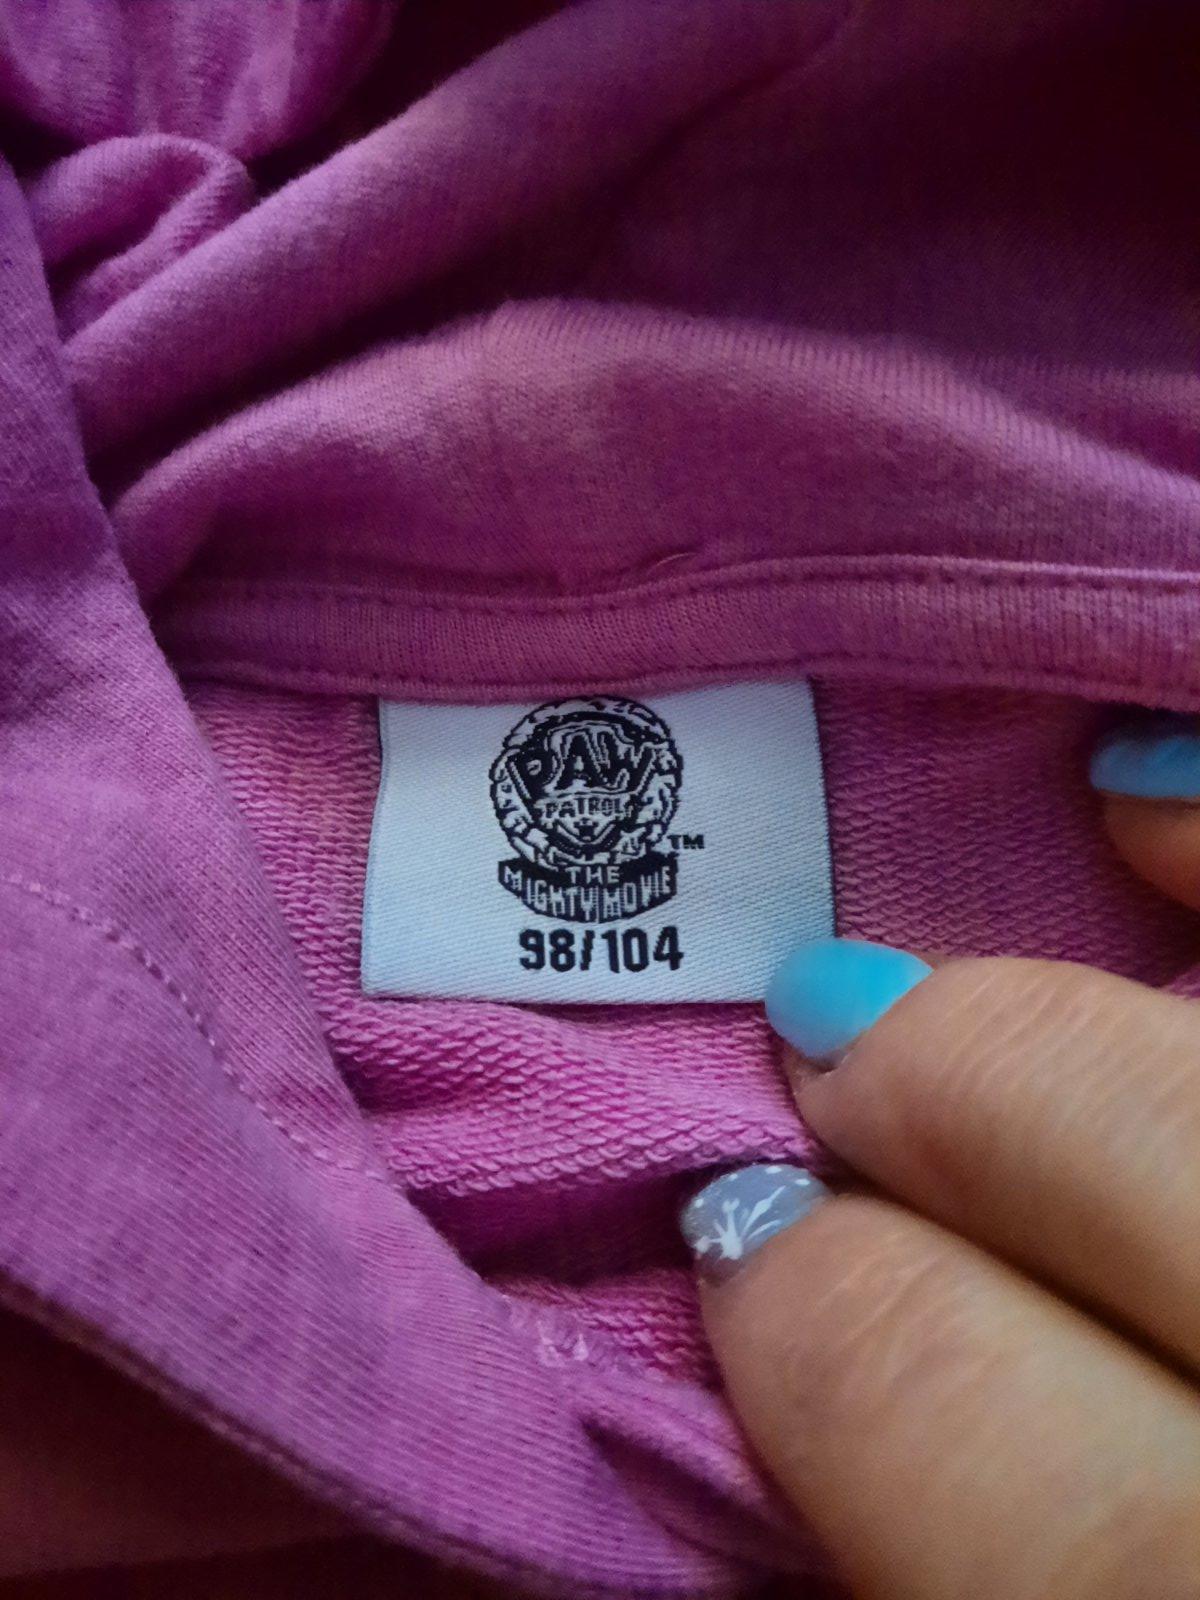 PAW
PATROL
TM
THE
MIGHTY MOVIE
98/104